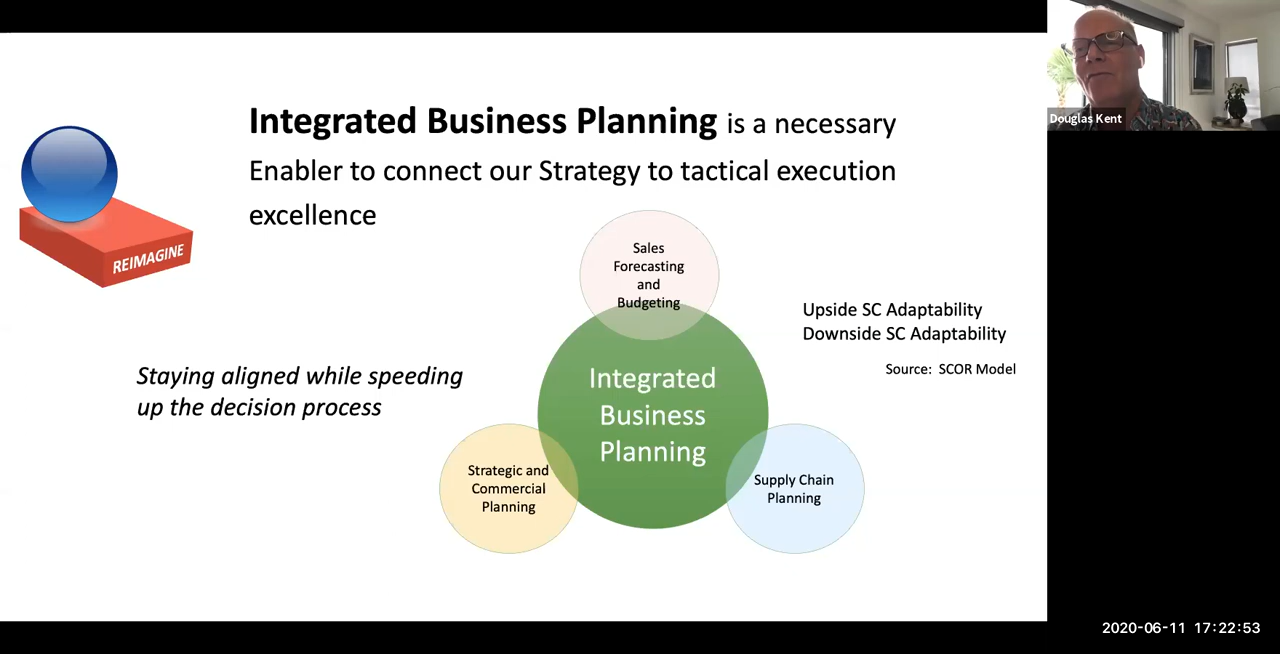 Integrated Business Planning is a necessary
Enabler to connect our Strategy to tactical execution
excellence
REIMAGINE
Sales
Forecasting
and
Budgeting
Upside SC Adaptability
Downside SC Adaptability
Source: SCOR Model
Staying aligned while speeding
up the decision process
Integrated
Business
Planning
Strategic and
Commercial
Planning
Supply Chain
Planning
Douglas Kent
2020-06-11 17:22:53